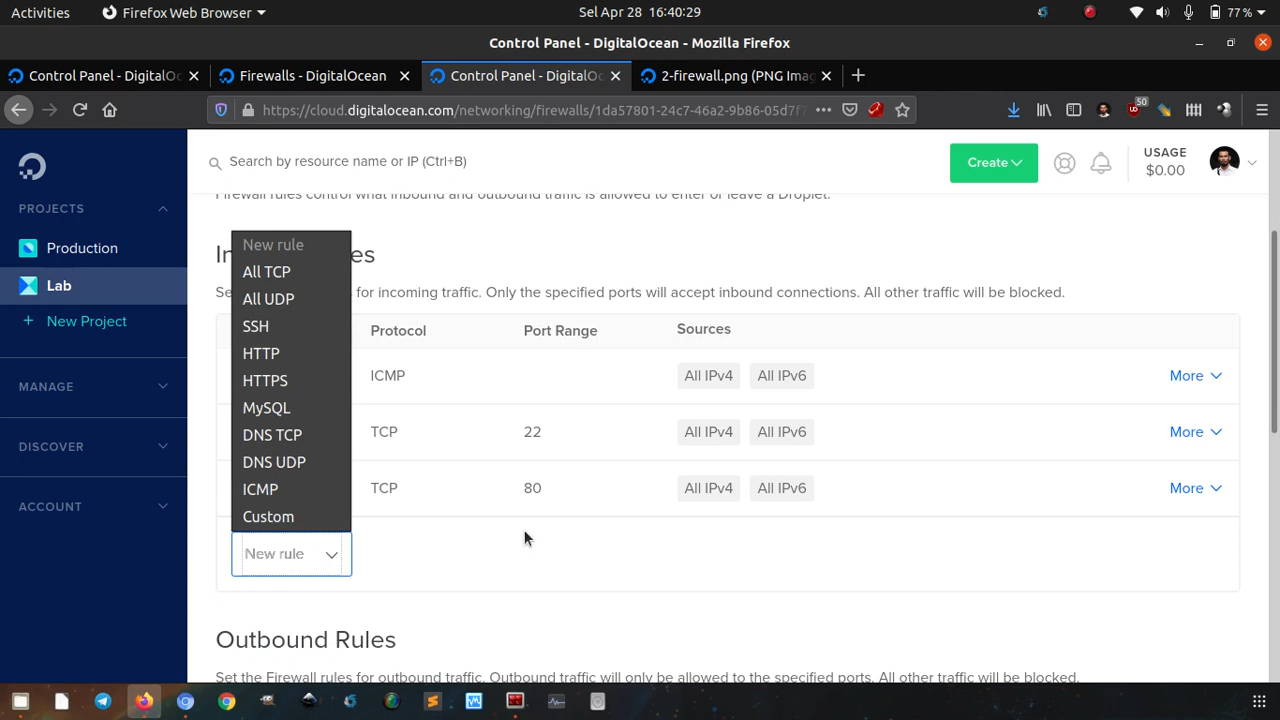 Activities
Firefox Web Browser
Sel Apr 28 16:40:29
77 %
Control Panel - DigitalOcean - Mozilla Firefox
Control Panel - DigitalOc
Firewalls - DigitalOcean
Control Panel - DigitalOc
2-firewall.png (PNG Imag
https://cloud.digitalocean.com/networking/firewalls/1da57801-24c7-46a2-9b86-05d7f7
50
Search by resource name or IP (Ctrl+B)
Create
USAGE
$0.00
PROJECTS
Production
Lab
+ New Project
MANAGE
DISCOVER
ACCOUNT
Firewall rules control what inbound and outbound traffic is allowed to enter or leave a Droplet.
In es
Se for incoming traffic. Only the specified ports will accept inbound connections. All other traffic will be blocked.
New rule
All TCP
All UDP
SSH
HTTP
HTTPS
MySQL
DNS TCP
DNS UDP
ICMP
Custom
New rule
Protocol Port Range Sources
ICMP All IPv4 All IPv6 More
TCP 22 All IPv4 All IPv6 More
TCP 80 All IPv4 All IPv6 More
Outbound Rules
Set the Firewall rules for outbound traffic. Outbound traffic will only be allowed to the specified ports. All other traffic will be blocked.